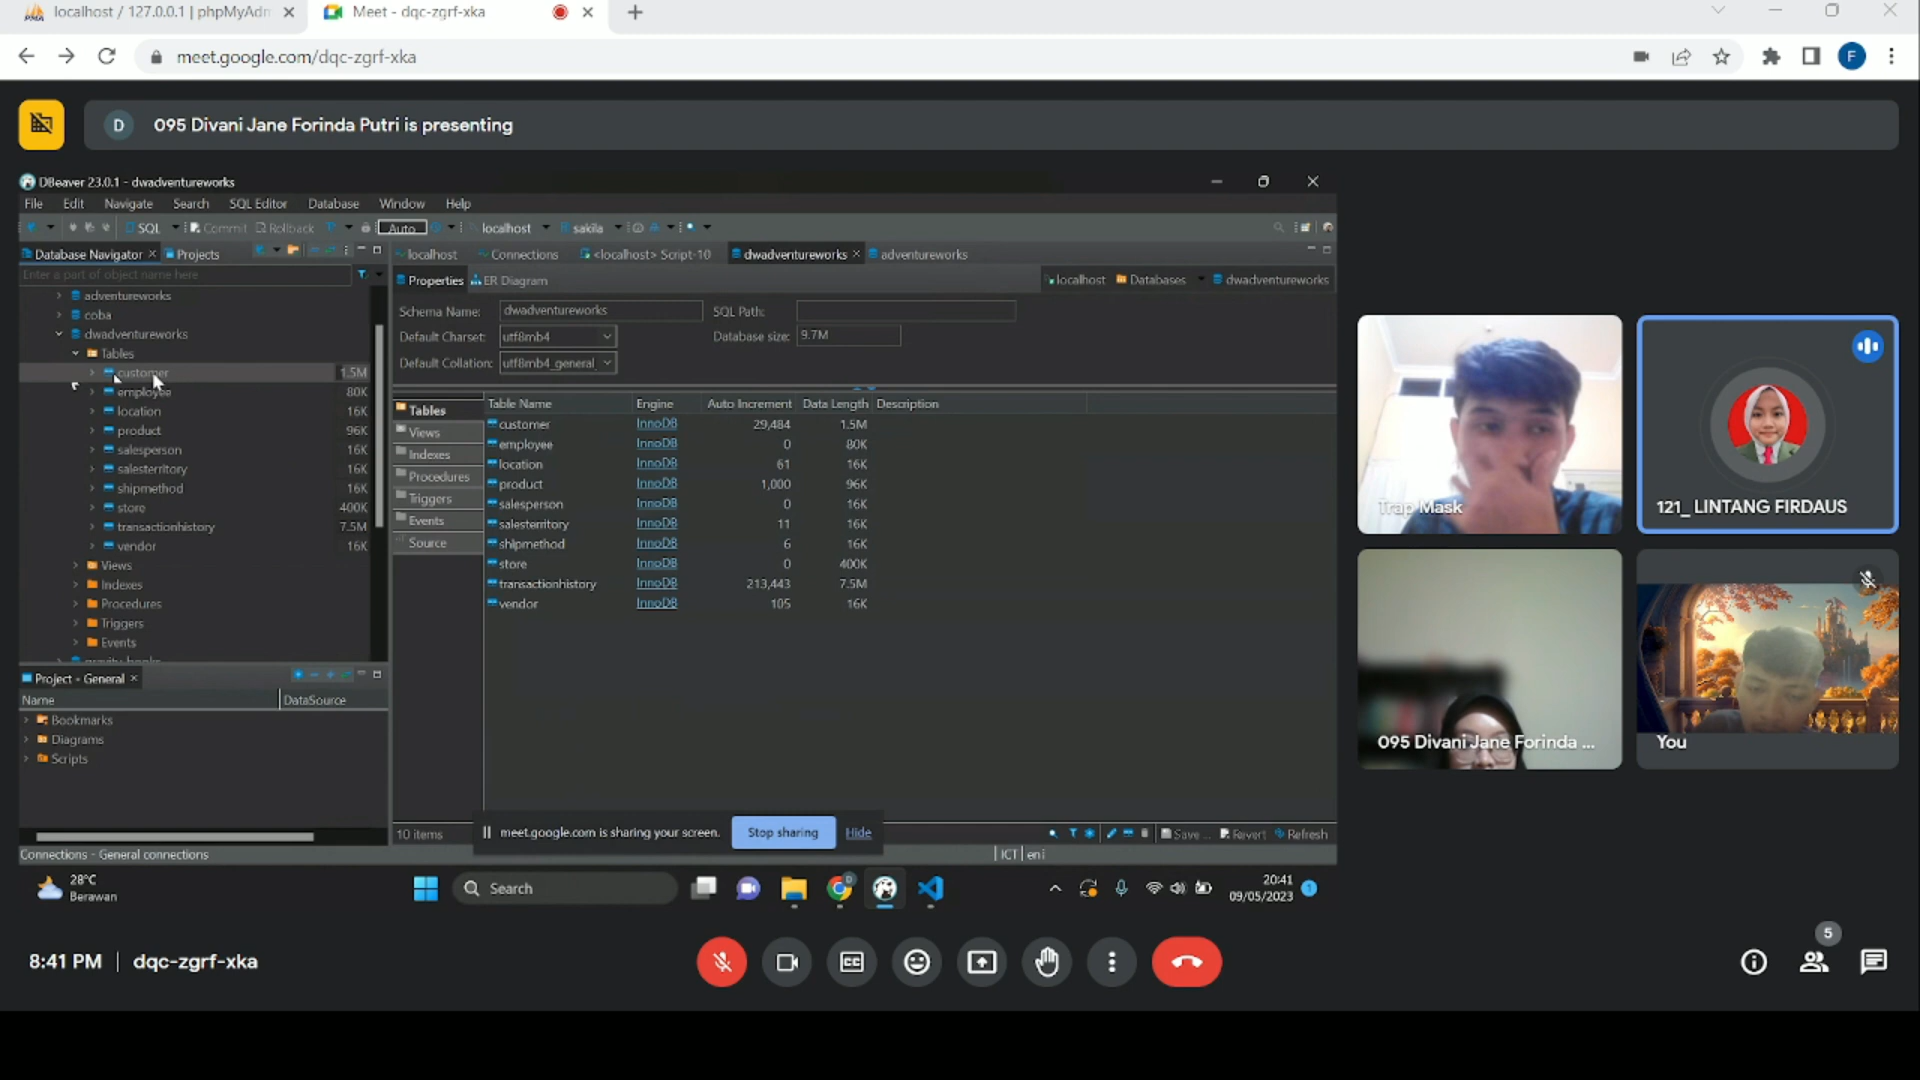 localhost / 127.0.0.1 | phpMyAdm
Meet - dqc-zgrf-xka
meet.google.com/dqc-zgrf-xka
F
D
095 Divani Jane Forinda Putri is presenting
DBeaver 23.0.1 - dwadventureworks
File Edit Navigate Search SQL Editor Database Window Help
SQL Commit Rollback Auto localhost sakila
Database Navigator Projects
localhost Connections <localhost> Script-10 dwadventureworks adventureworks
Enter a part of object name here
Properties ER Diagram
localhost Databases dwadventureworks
adventureworks
coba
dwadventureworks
Tables
customer 1.5M
employee 80K
location 16K
product 96K
salesperson 16K
salesterritory 16K
shipmethod 16K
store 400K
transactionhistory 7.5M
vendor 16K
Views
Indexes
Procedures
Triggers
Events
Schema Name: dwadventureworks SQL Path:
Default Charset: utf8mb4 Database size: 9.7M
Default Collation: utf8mb4_general_
Tables
Views
Indexes
Procedures
Triggers
Events
Source
Table Name Engine Auto Increment Data Length Description
customer InnoDB 29,484 1.5M
employee InnoDB 0 80K
location InnoDB 61 16K
product InnoDB 1,000 96K
salesperson InnoDB 0 16K
salesterritory InnoDB 11 16K
shipmethod InnoDB 6 16K
store InnoDB 0 400K
transactionhistory InnoDB 213,443 7.5M
vendor InnoDB 105 16K
Project - General
Name DataSource
Bookmarks
Diagrams
Scripts
10 items
meet.google.com is sharing your screen. Stop sharing Hide
Save ... Revert Refresh
Connections - General connections
ICT en
28°C
Berawan
Search
20:41
09/05/2023
1
Trap Mask
121_ LINTANG FIRDAUS
095 Divani Jane Forinda ...
You
8:41 PM | dqc-zgrf-xka
5